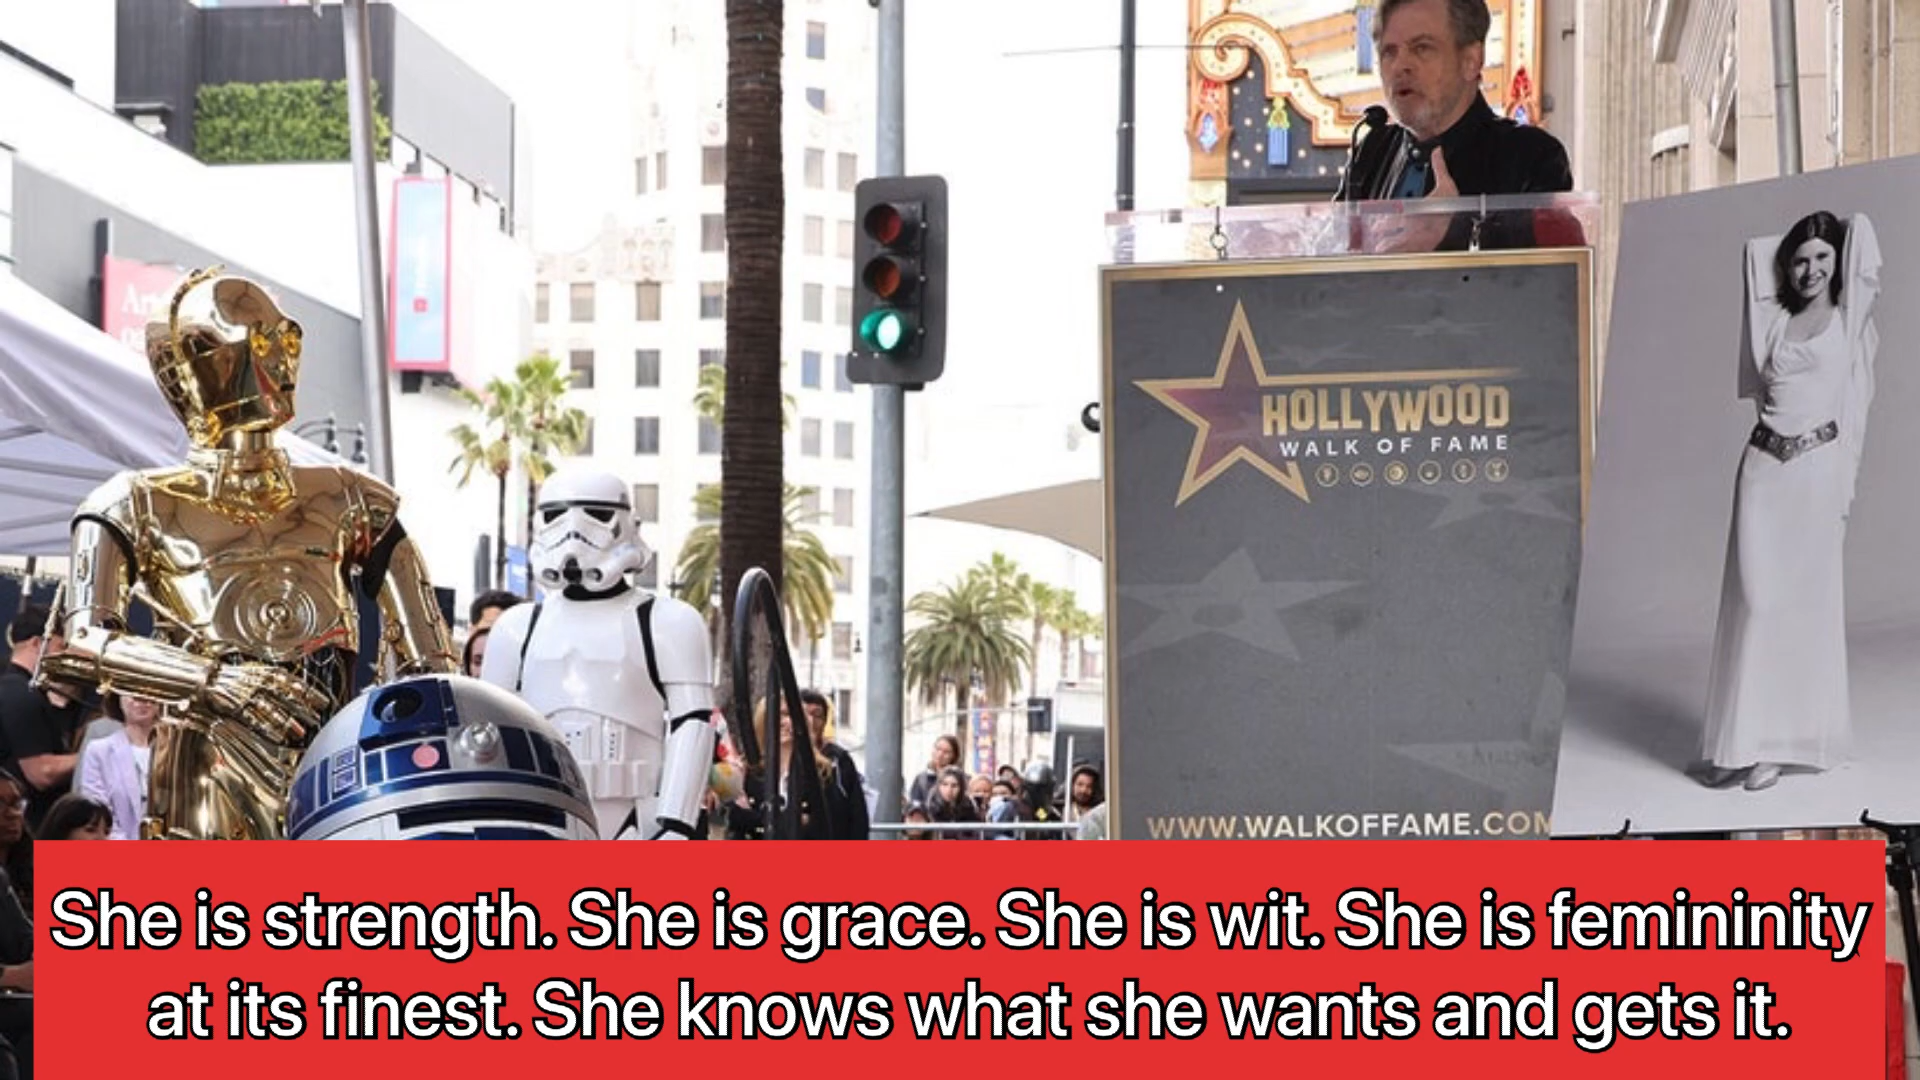 HOLLYWOOD
WALK OF FAME
WWW.WALKOFFAME.COM
She is strength. She is grace. She is wit. She is femininity
at its finest. She knows what she wants and gets it.